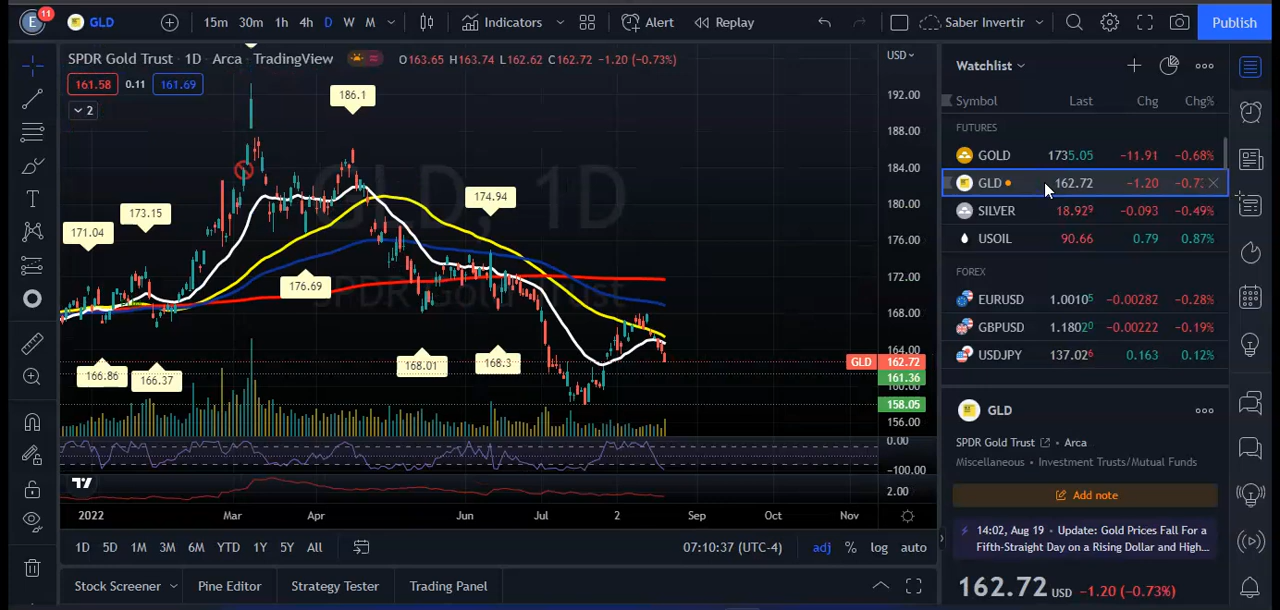 E 11 GLD 15m 30m 1h 4h D W M Indicators Alert Replay Saber Invertir Publish
SPDR Gold Trust · 1D · Arca · TradingView O163.65 H163.74 L162.62 C162.72 −1.20 (−0.73%) USD
161.58 0.11 161.69
2
GLD, 1D
SPDR Gold Trust
186.1
173.15
171.04
174.94
176.69
166.86
166.37
168.01
168.3
192.00
188.00
184.00
180.00
176.00
172.00
168.00
164.00
GLD 162.72
161.36
160.00
158.05
156.00
0.00
−100.00
2.00
2022 Mar Apr Jun Jul 2 Sep Oct Nov
1D 5D 1M 3M 6M YTD 1Y 5Y All 07:10:37 (UTC-4) adj % log auto
Stock Screener Pine Editor Strategy Tester Trading Panel
Watchlist
Symbol Last Chg Chg%
FUTURES
GOLD 1735.05 −11.91 −0.68%
GLD 162.72 −1.20 −0.7
SILVER 18.929 −0.093 −0.49%
USOIL 90.66 0.79 0.87%
FOREX
EURUSD 1.00105 −0.00282 −0.28%
GBPUSD 1.18020 −0.00222 −0.19%
USDJPY 137.026 0.163 0.12%
GLD
SPDR Gold Trust · Arca
Miscellaneous · Investment Trusts/Mutual Funds
Add note
14:02, Aug 19 · Update: Gold Prices Fall For a
Fifth-Straight Day on a Rising Dollar and High...
162.72 USD −1.20 (−0.73%)